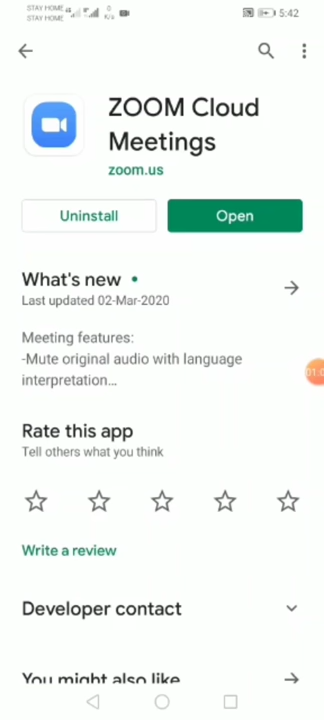 STAY HOME
STAY HOME
5:42
ZOOM Cloud
Meetings
zoom.us
Uninstall
Open
What's new
Last updated 02-Mar-2020
Meeting features:
-Mute original audio with language
interpretation...
Rate this app
Tell others what you think
Write a review
Developer contact
You might also like